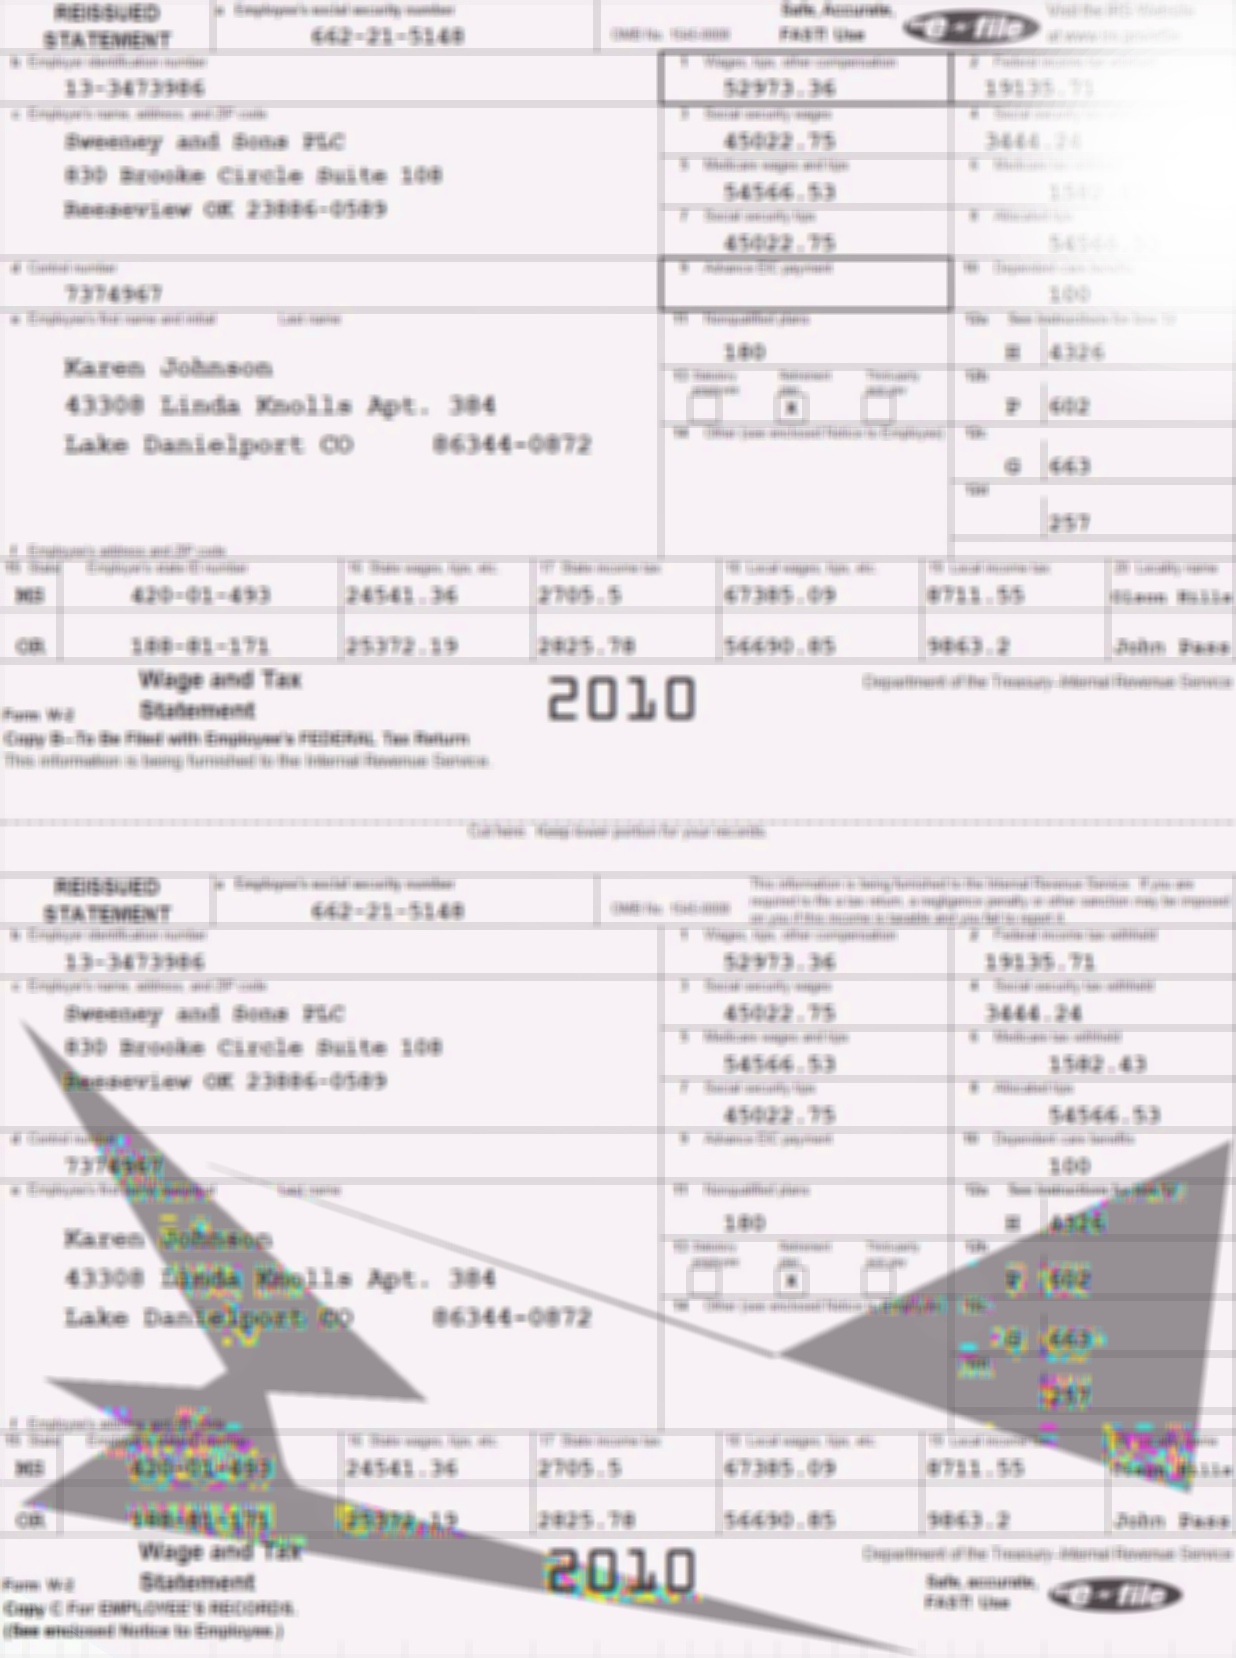 REISSUED STATEMENT
a Employee's social security number
662-21-5148
OMB No. 1545-0008
Safe, Accurate, FAST! Use
e-file
Visit the IRS Website
b Employer identification number
13-3473986
1 Wages, tips, other compensation
52973.36
2 Federal income tax
19135.71
c Employer's name, address, and ZIP code
Sweeney and Sons PLC
830 Brooke Circle Suite 108
Reeseview OK 23886-0589
3 Social security wages
45022.75
4 Social security
3444.24
5 Medicare wages and tips
54566.53
6 Medicare tax
7 Social security tips
45022.75
8 Allocated tips
d Control number
7374967
9 Advance EIC payment
10 Dependent care benefits
100
e Employee's first name and initial Last name
Karen Johnson
43308 Linda Knolls Apt. 384
Lake Danielport CO 86344-0872
11 Nonqualified plans
180
12a See instructions for box 12
H 4326
13 Statutory employee Retirement plan Third-party sick pay
x
12b
P 602
14 Other (see enclosed Notice to Employee)
12c
G 663
12d
257
f Employee's address and ZIP code
15 State Employer's state ID number 16 State wages, tips, etc. 17 State income tax 18 Local wages, tips, etc. 19 Local income tax 20 Locality name
MS 420-01-493 24541.36 2705.5 67385.09 8711.55 Hills
OR 188-81-171 25372.19 2825.78 56690.85 9863.2 John Pass
Wage and Tax Statement
Form W-2
2010
Department of the Treasury-Internal Revenue Service
Copy B—To Be Filed with Employee's FEDERAL Tax Return
This information is being furnished to the Internal Revenue Service.
Cut here. Keep lower portion for your records.
REISSUED STATEMENT
a Employee's social security number
662-21-5148
OMB No. 1545-0008
This information is being furnished to the Internal Revenue Service. If you are
required to file a tax return, a negligence penalty or other sanction may be imposed
on you if this income is taxable and you fail to report it.
b Employer identification number
13-3473986
1 Wages, tips, other compensation
52973.36
2 Federal income tax withheld
19135.71
c Employer's name, address, and ZIP code
Sweeney and Sons PLC
830 Brooke Circle Suite 108
Reeseview OK 23886-0589
3 Social security wages
45022.75
4 Social security tax withheld
3444.24
5 Medicare wages and tips
54566.53
6 Medicare tax withheld
1582.43
7 Social security tips
45022.75
8 Allocated tips
54566.53
d Control number
7374967
9 Advance EIC payment
10 Dependent care benefits
100
e Employee's first name and initial Last name
Karen Johnson
43308 Linda Knolls Apt. 384
Lake Danielport CO 86344-0872
11 Nonqualified plans
180
12a See instructions for box 12
H 4326
13 Statutory employee Retirement plan Third-party sick pay
x
12b
P 602
14 Other (see enclosed Notice to Employee)
12c
G 663
12d
257
f Employee's address and ZIP code
15 State Employer's state ID number 16 State wages, tips, etc. 17 State income tax 18 Local wages, tips, etc. 19 Local income tax 20 Locality name
MS 420-01-493 24541.36 2705.5 67385.09 8711.55 Hills
OR 188-81-171 25372.19 2825.78 56690.85 9863.2 John Pass
Wage and Tax Statement
Form W-2
2010
Department of the Treasury-Internal Revenue Service
Safe, accurate, FAST! Use
e-file
Copy C For EMPLOYEE'S RECORDS.
(See enclosed Notice to Employee.)